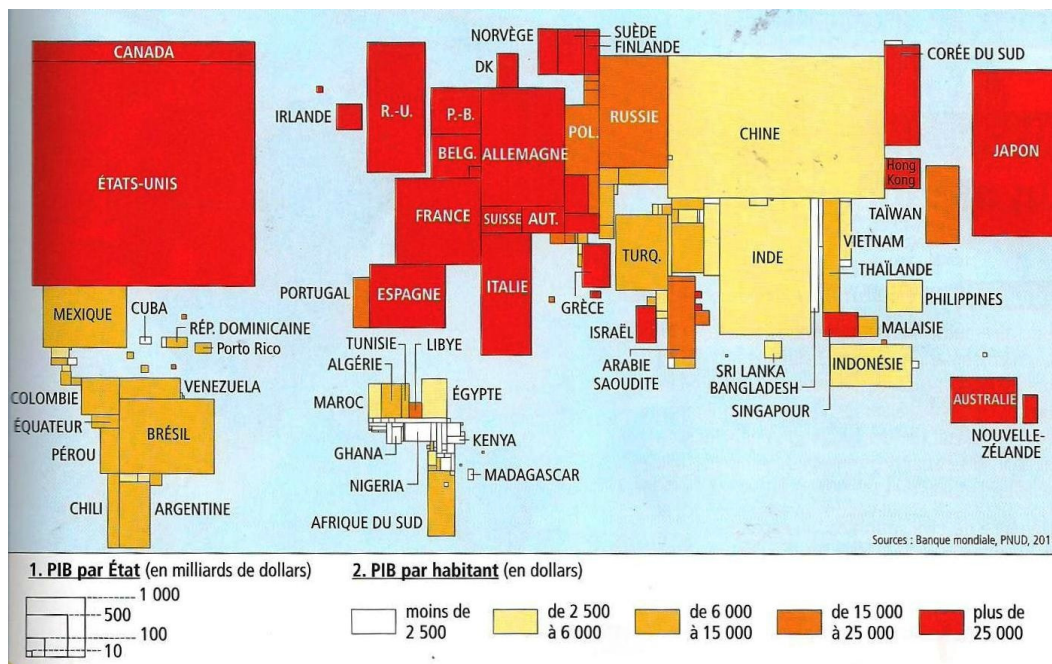 CANADA
ÉTATS-UNIS
MEXIQUE
CUBA
RÉP. DOMINICAINE
Porto Rico
COLOMBIE
VENEZUELA
ÉQUATEUR
BRÉSIL
PÉROU
CHILI
ARGENTINE
IRLANDE
R.-U.
NORVÈGE
SUÈDE
FINLANDE
DK
P.-B.
BELG.
ALLEMAGNE
POL.
RUSSIE
FRANCE
SUISSE
AUT.
PORTUGAL
ESPAGNE
ITALIE
GRÈCE
TURQ.
ISRAËL
ARABIE
SAOUDITE
TUNISIE
LIBYE
ALGÉRIE
MAROC
ÉGYPTE
GHANA
KENYA
NIGERIA
MADAGASCAR
AFRIQUE DU SUD
CHINE
CORÉE DU SUD
Hong
Kong
JAPON
TAÏWAN
INDE
VIETNAM
THAÏLANDE
PHILIPPINES
MALAISIE
SRI LANKA
BANGLADESH
SINGAPOUR
INDONÉSIE
AUSTRALIE
NOUVELLE-
ZÉLANDE
Sources : Banque mondiale, PNUD, 201
1. PIB par État (en milliards de dollars)
1 000
500
100
10
2. PIB par habitant (en dollars)
moins de
2 500
de 2 500
à 6 000
de 6 000
à 15 000
de 15 000
à 25 000
plus de
25 000